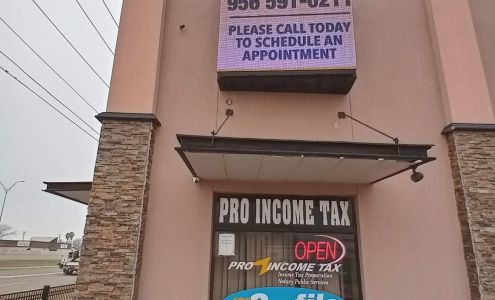 956 591-0211
PLEASE CALL TODAY
TO SCHEDULE AN
APPOINTMENT
PRO INCOME TAX
OPEN
PRO INCOME TAX
Income Tax Preparation
Notary Public Services